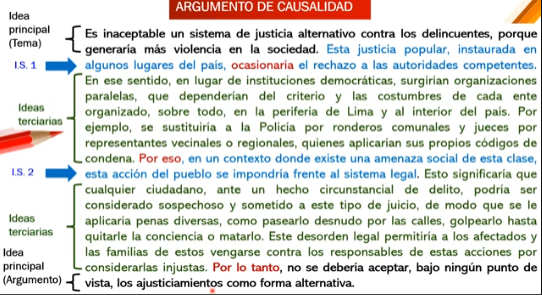 ARGUMENTO DE CAUSALIDAD
Idea
principal
(Tema)
Es inaceptable un sistema de justicia alternativo contra los delincuentes, porque
generaría más violencia en la sociedad. Esta justicia popular, instaurada en
I.S. 1
algunos lugares del país, ocasionaría el rechazo a las autoridades competentes.
En ese sentido, en lugar de instituciones democráticas, surgirían organizaciones
paralelas, que dependerían del criterio y las costumbres de cada ente
Ideas
terciarias
organizado, sobre todo, en la periferia de Lima y al interior del país. Por
ejemplo, se sustituiría a la Policía por ronderos comunales y jueces por
representantes vecinales o regionales, quienes aplicarían sus propios códigos de
condena. Por eso, en un contexto donde existe una amenaza social de esta clase,
I.S. 2
esta acción del pueblo se impondría frente al sistema legal. Esto significaría que
cualquier ciudadano, ante un hecho circunstancial de delito, podría ser
considerado sospechoso y sometido a este tipo de juicio, de modo que se le
Ideas
terciarias
aplicaría penas diversas, como pasearlo desnudo por las calles, golpearlo hasta
quitarle la conciencia o matarlo. Este desorden legal permitiría a los afectados y
Idea
principal
(Argumento)
las familias de estos vengarse contra los responsables de estas acciones por
considerarlas injustas. Por lo tanto, no se debería aceptar, bajo ningún punto de
vista, los ajusticiamientos como forma alternativa.